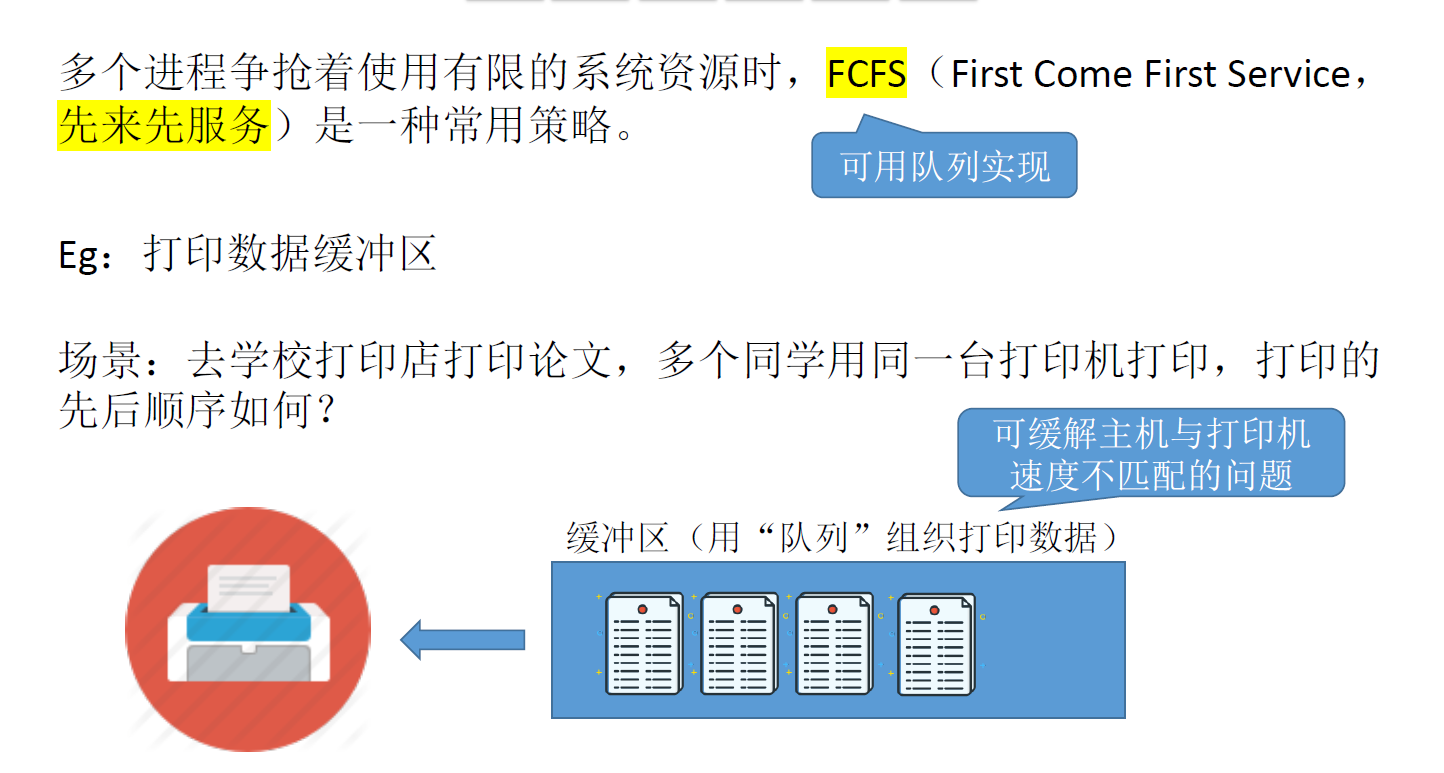 多个进程争抢着使用有限的系统资源时，FCFS（First Come First Service，
先来先服务）是一种常用策略。
可用队列实现
Eg：打印数据缓冲区
场景：去学校打印店打印论文，多个同学用同一台打印机打印，打印的
先后顺序如何？
可缓解主机与打印机
速度不匹配的问题
缓冲区（用“队列”组织打印数据）